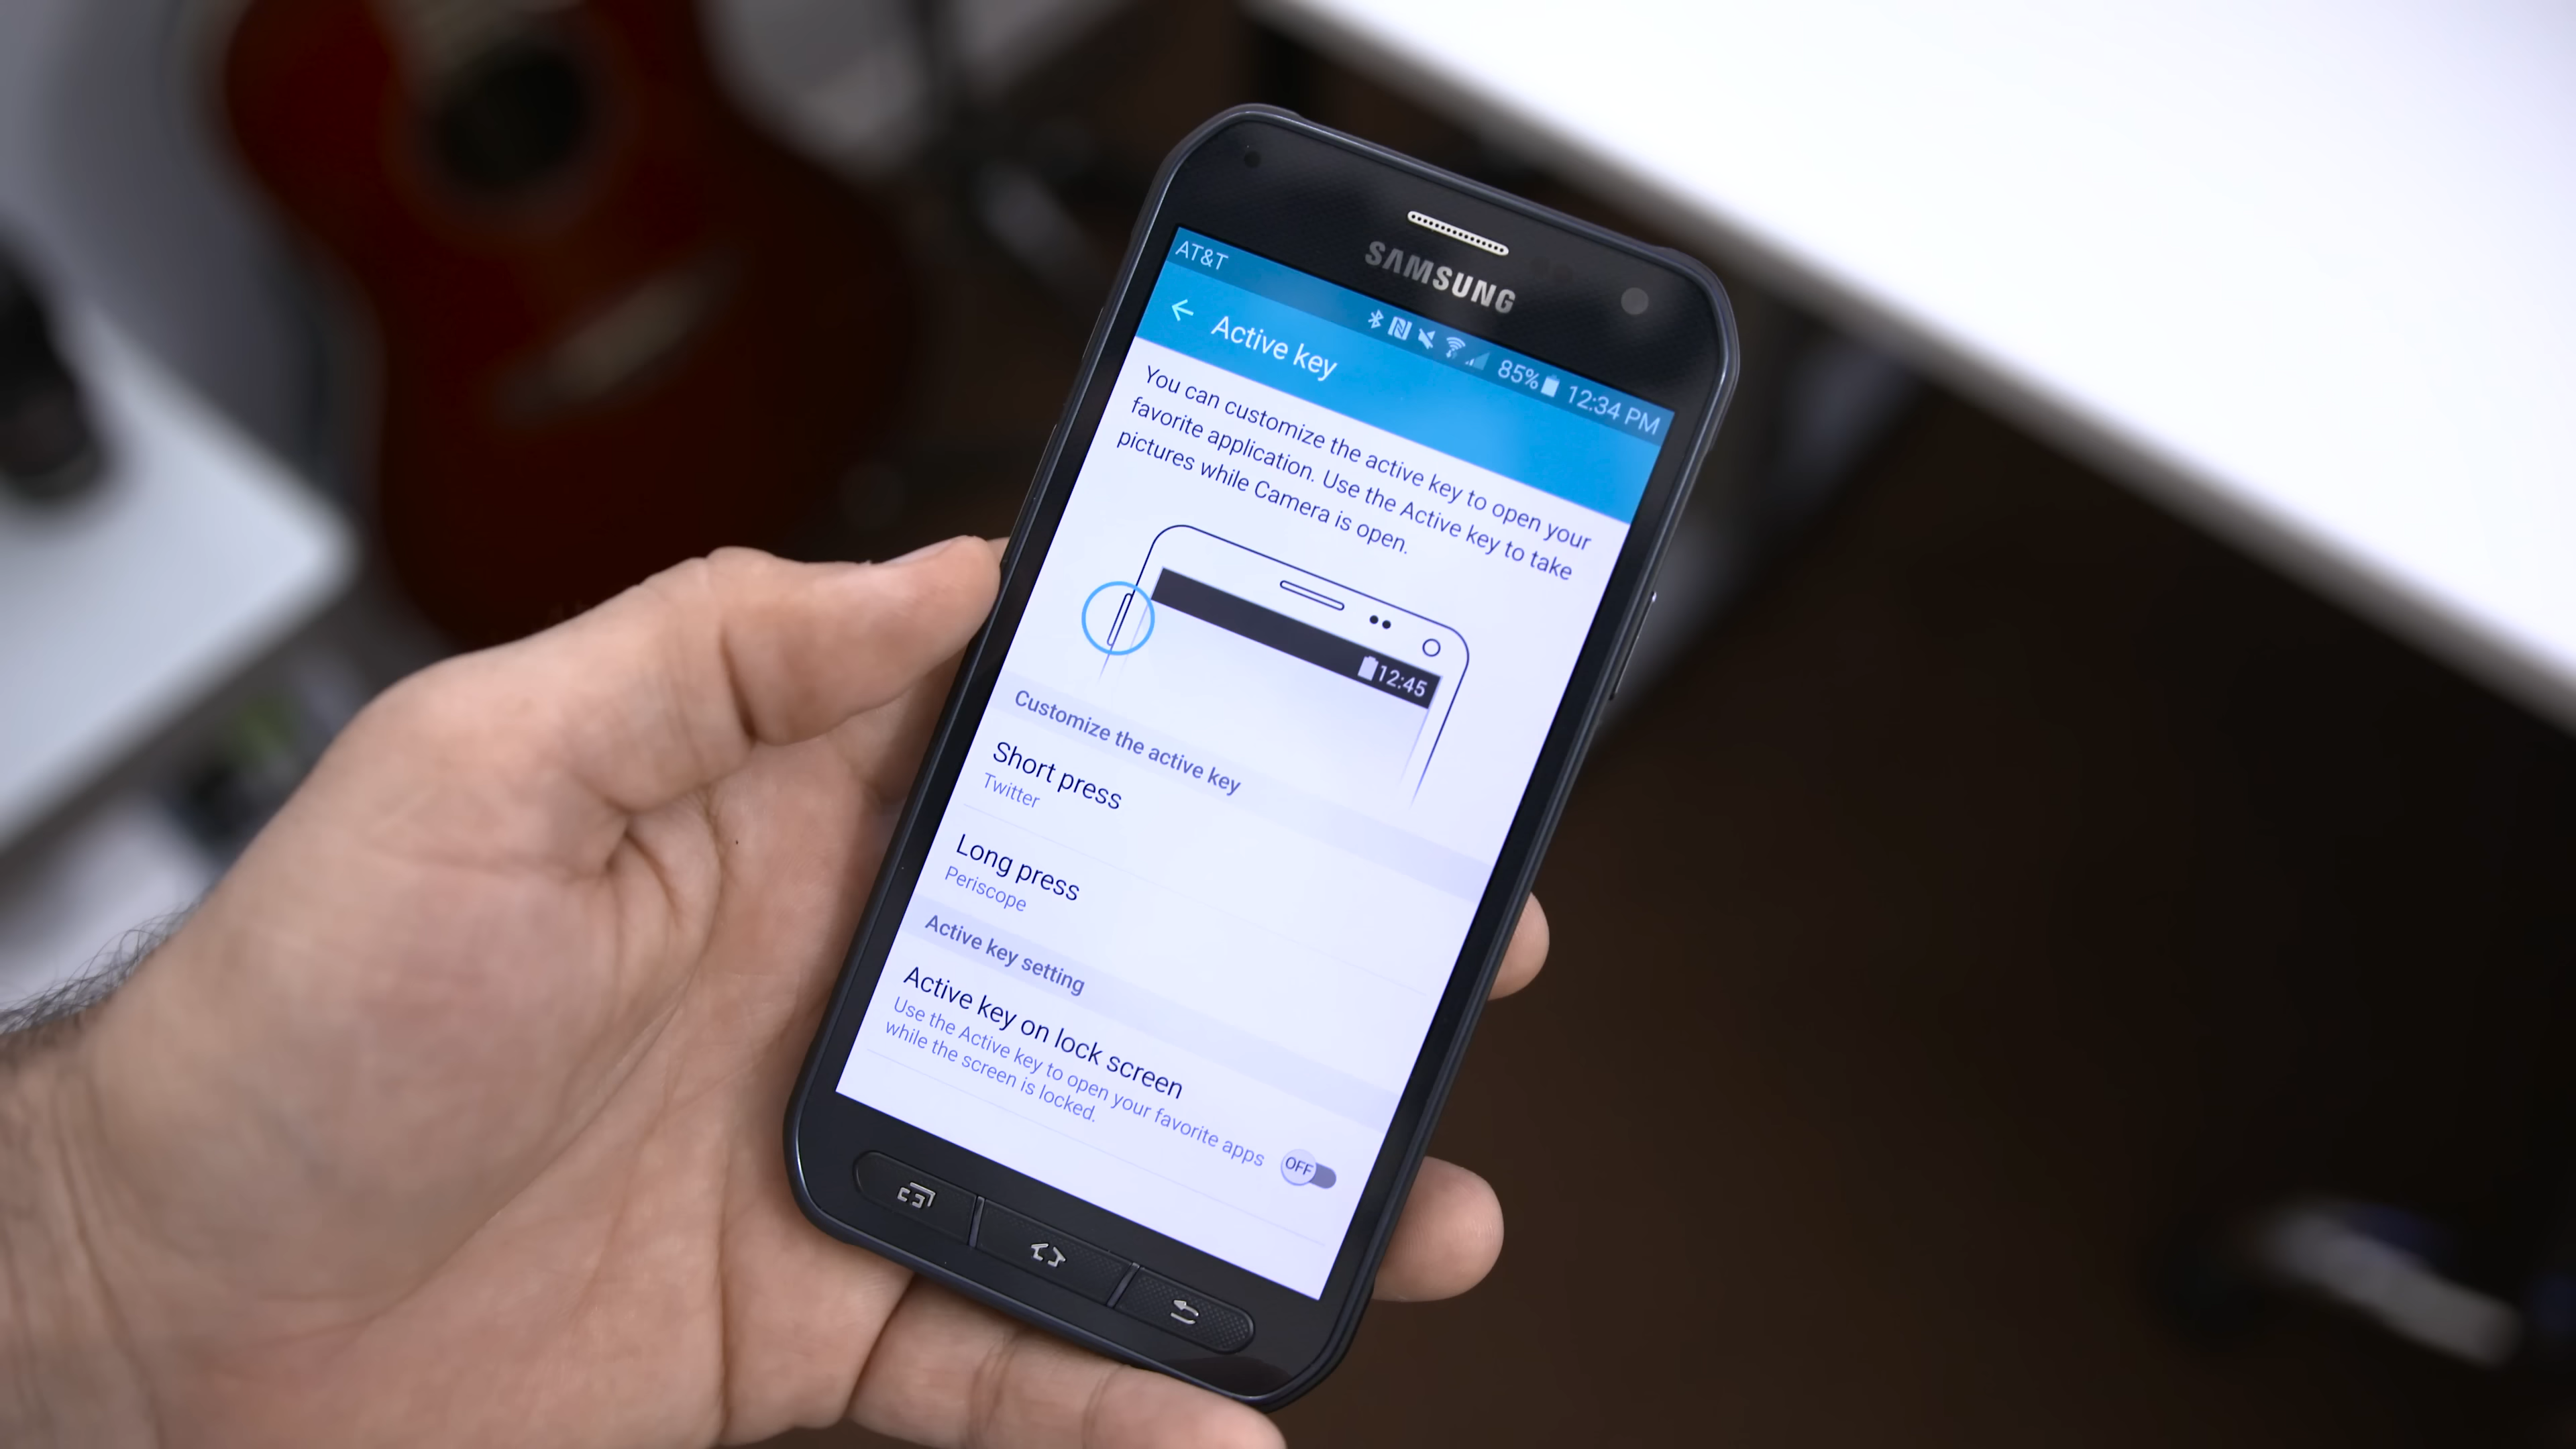 SAMSUNG
AT&T 85% 12:34 PM
Active key
You can customize the active key to open your
favorite application. Use the Active key to take
pictures while Camera is open.
12:45
Customize the active key
Short press
Twitter
Long press
Periscope
Active key setting
Active key on lock screen
Use the Active key to open your favorite apps
while the screen is locked.
OFF